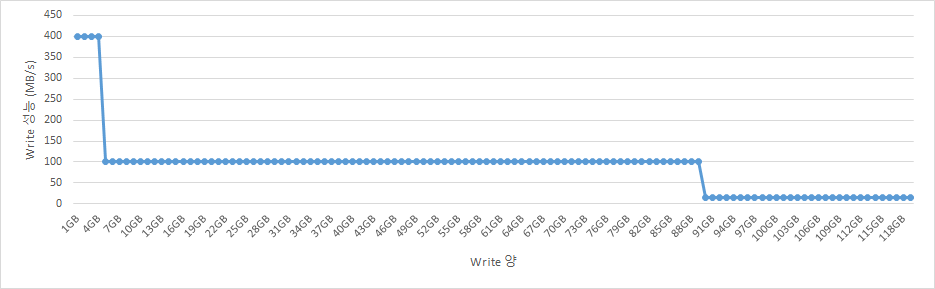 450
400
350
300
250
200
150
100
50
0
Write 성능 (MB/s)
1GB
4GB
7GB
10GB
13GB
16GB
19GB
22GB
25GB
28GB
31GB
34GB
37GB
40GB
43GB
46GB
49GB
52GB
55GB
58GB
61GB
64GB
67GB
70GB
73GB
76GB
79GB
82GB
85GB
88GB
91GB
94GB
97GB
100GB
103GB
106GB
109GB
112GB
115GB
118GB
Write 양